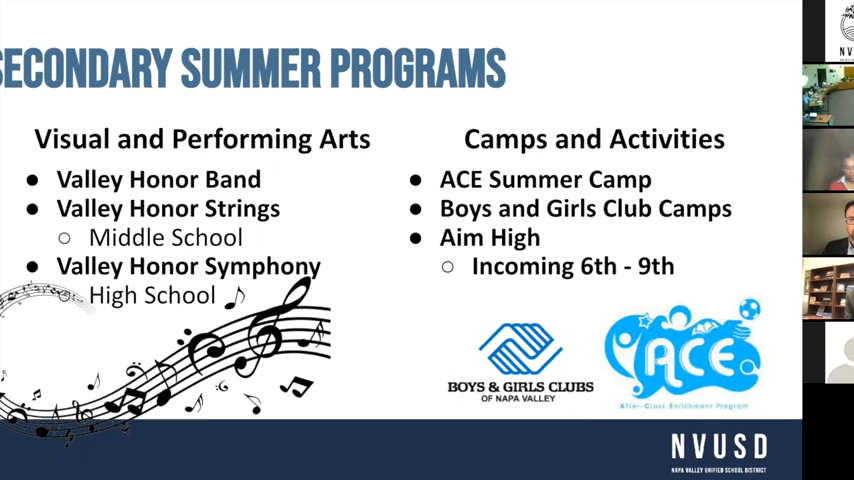 SECONDARY SUMMER PROGRAMS
Visual and Performing Arts
● Valley Honor Band
● Valley Honor Strings
○ Middle School
● Valley Honor Symphony
○ High School
Camps and Activities
● ACE Summer Camp
● Boys and Girls Club Camps
● Aim High
○ Incoming 6th - 9th
BOYS & GIRLS CLUBS
OF NAPA VALLEY
ACE
After-Class Enrichment Program
NVUSD
NAPA VALLEY UNIFIED SCHOOL DISTRICT
NV